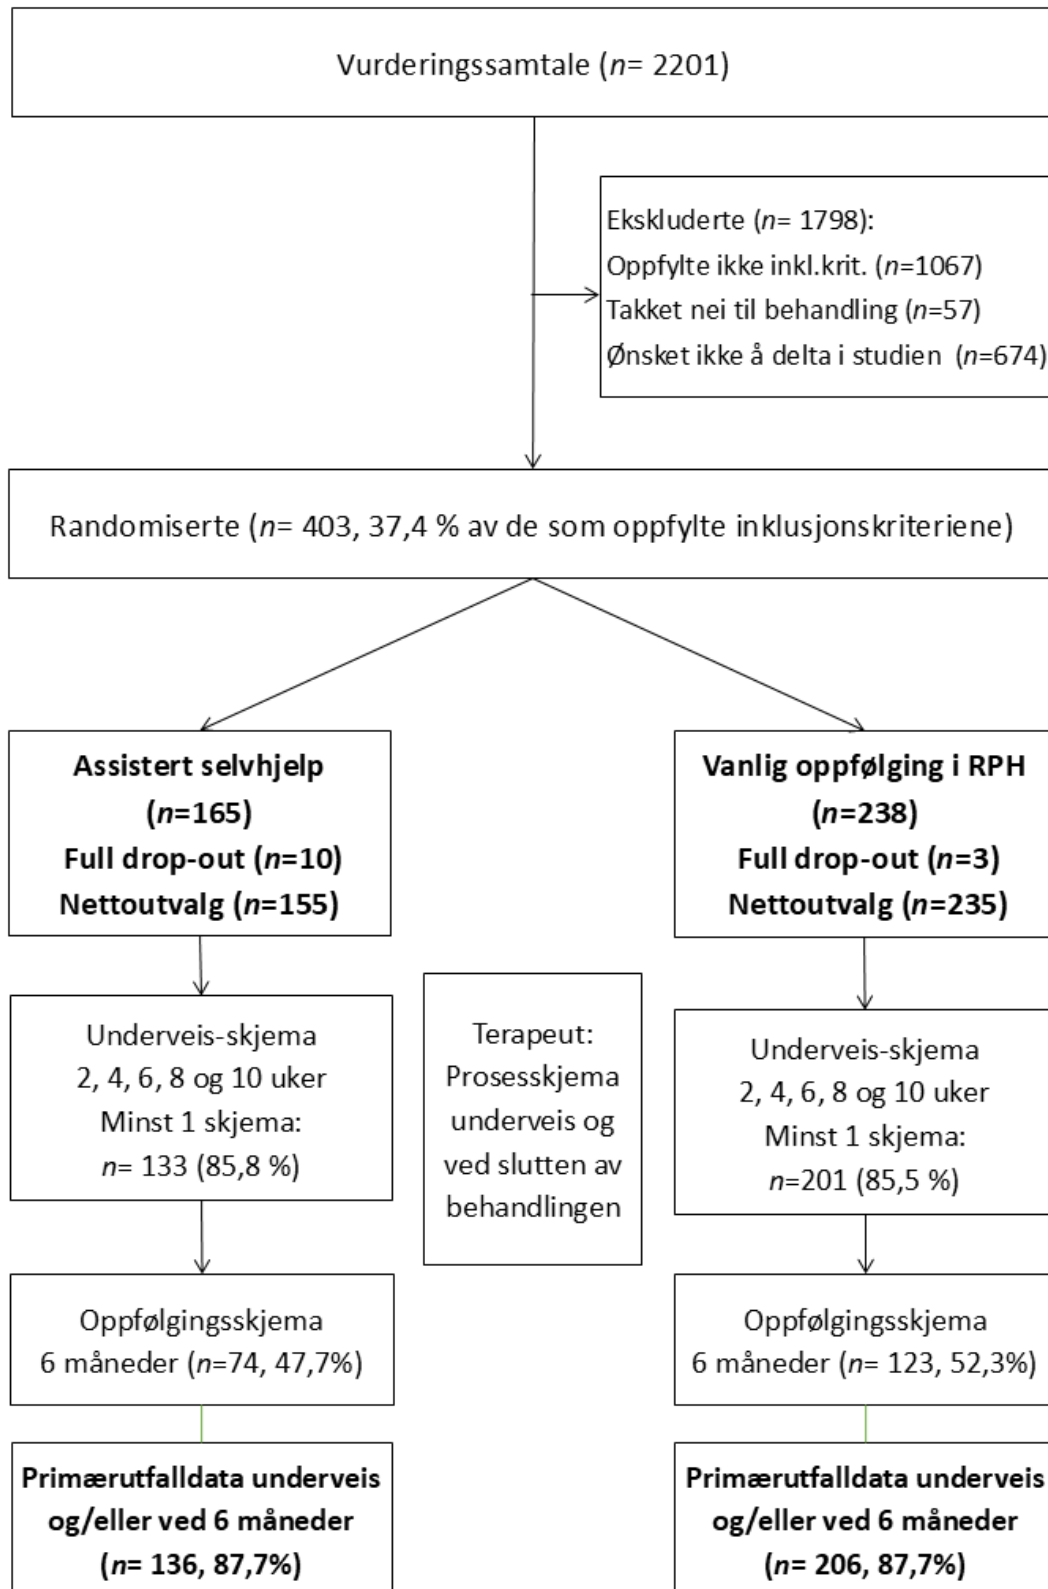 Vurderingssamtale (n= 2201)
Ekskluderte (n= 1798):
Oppfylte ikke inkl.krit. (n=1067)
Takket nei til behandling (n=57)
Ønsket ikke å delta i studien (n=674)
Randomiserte (n= 403, 37,4 % av de som oppfylte inklusjonskriteriene)
Assistert selvhjelp
(n=165)
Full drop-out (n=10)
Nettoutvalg (n=155)
Vanlig oppfølging i RPH
(n=238)
Full drop-out (n=3)
Nettoutvalg (n=235)
Underveis-skjema
2, 4, 6, 8 og 10 uker
Minst 1 skjema:
n= 133 (85,8 %)
Terapeut:
Prosesskjema
underveis og
ved slutten av
behandlingen
Underveis-skjema
2, 4, 6, 8 og 10 uker
Minst 1 skjema:
n=201 (85,5 %)
Oppfølgingsskjema
6 måneder (n=74, 47,7%)
Oppfølgingsskjema
6 måneder (n= 123, 52,3%)
Primærutfalldata underveis
og/eller ved 6 måneder
(n= 136, 87,7%)
Primærutfalldata underveis
og/eller ved 6 måneder
(n= 206, 87,7%)